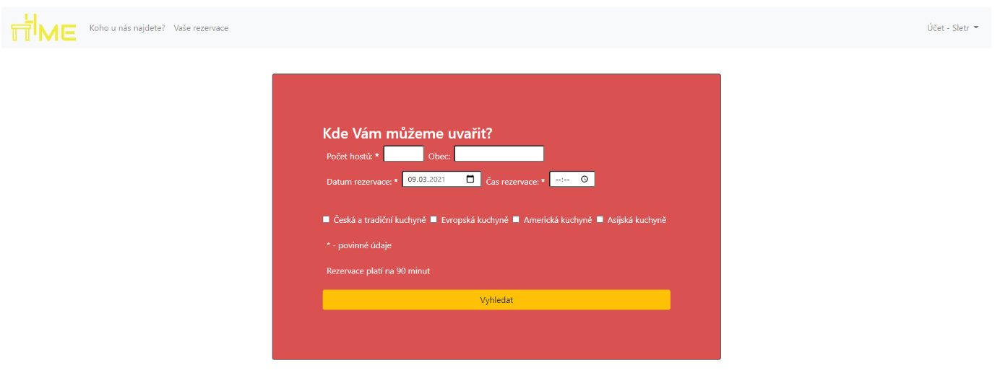 ME Koho u nás najdete? Vaše rezervace Účet - Sletr
Kde Vám můžeme uvařit?
Počet hostů: * Obec:
Datum rezervace: * 09.03.2021 Čas rezervace: * --:--
Česká a tradiční kuchyně Evropská kuchyně Americká kuchyně Asijská kuchyně
* - povinné údaje
Rezervace platí na 90 minut
Vyhledat